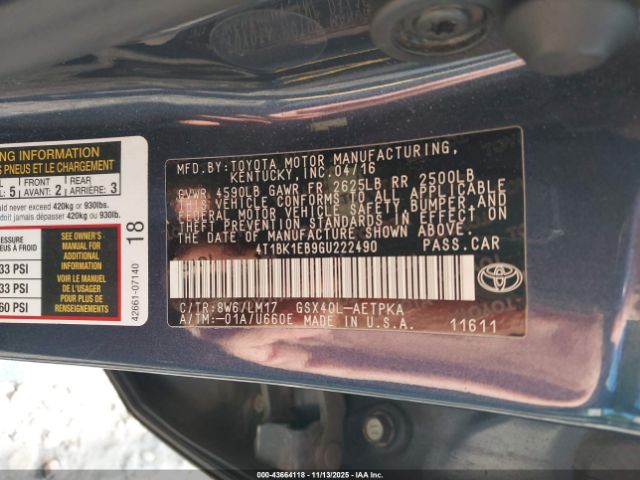 NG INFORMATION
S PNEUS ET LE CHARGEMENT
L 5 FRONT AVANT: 2 REAR ARRIÈRE: 3
ould never exceed 420kg or 930lbs.
doit jamais dépasser 420kg ou 930lb.
PRESSURE
À FROID
33 PSI
33 PSI
60 PSI
SEE OWNER'S
MANUAL FOR
ADDITIONAL
INFORMATION
VOIR LE MANUEL
DE L'USAGER
POUR PLUS DE
RENSEIGNEMENTS
18
42661-07140
MFD.BY:TOYOTA MOTOR MANUFACTURING,
KENTUCKY, INC.04/16
GVWR 4590LB GAWR FR 2625LB RR 2500LB
THIS VEHICLE CONFORMS TO ALL APPLICABLE
FEDERAL MOTOR VEHICLE SAFETY, BUMPER, AND
THEFT PREVENTION STANDARDS IN EFFECT ON
THE DATE OF MANUFACTURE SHOWN ABOVE.
4T1BK1EB9GU222490 PASS.CAR
C/TR:8W6/LM17 GSX40L-AETPKA
A/TM:-01A/U660E MADE IN U.S.A.
11611
TOYOTA
000-43664118 - 11/13/2025 - IAAI